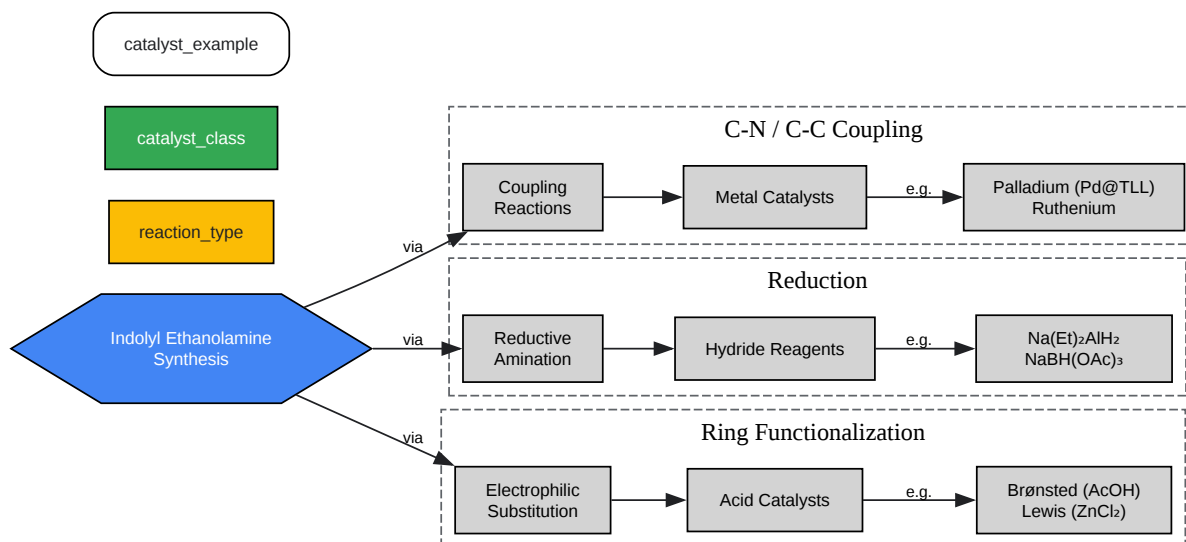 catalyst_example
catalyst_class
reaction_type
Indolyl Ethanolamine
Synthesis
via
via
via
C-N / C-C Coupling
Coupling
Reactions
Metal Catalysts
e.g.
Palladium (Pd@TLL)
Ruthenium
Reduction
Reductive
Amination
Hydride Reagents
e.g.
Na(Et)₂AlH₂
NaBH(OAc)₃
Ring Functionalization
Electrophilic
Substitution
Acid Catalysts
e.g.
Brønsted (AcOH)
Lewis (ZnCl₂)